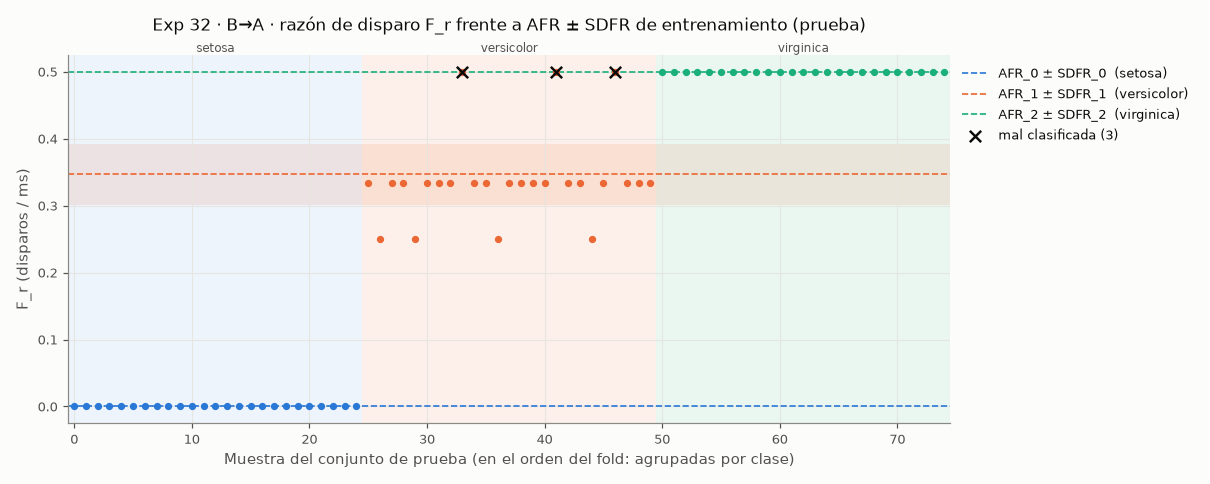 Exp 32 · B→A · razón de disparo F_r frente a AFR ± SDFR de entrenamiento (prueba)
setosa versicolor virginica
0.5
0.4
0.3
0.2
0.1
0.0
F_r (disparos / ms)
0 10 20 30 40 50 60 70
Muestra del conjunto de prueba (en el orden del fold: agrupadas por clase)
AFR_0 ± SDFR_0 (setosa)
AFR_1 ± SDFR_1 (versicolor)
AFR_2 ± SDFR_2 (virginica)
mal clasificada (3)